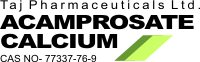 Taj Pharmaceuticals Ltd.
ACAMPROSATE
CALCIUM
CAS NO- 77337-76-9